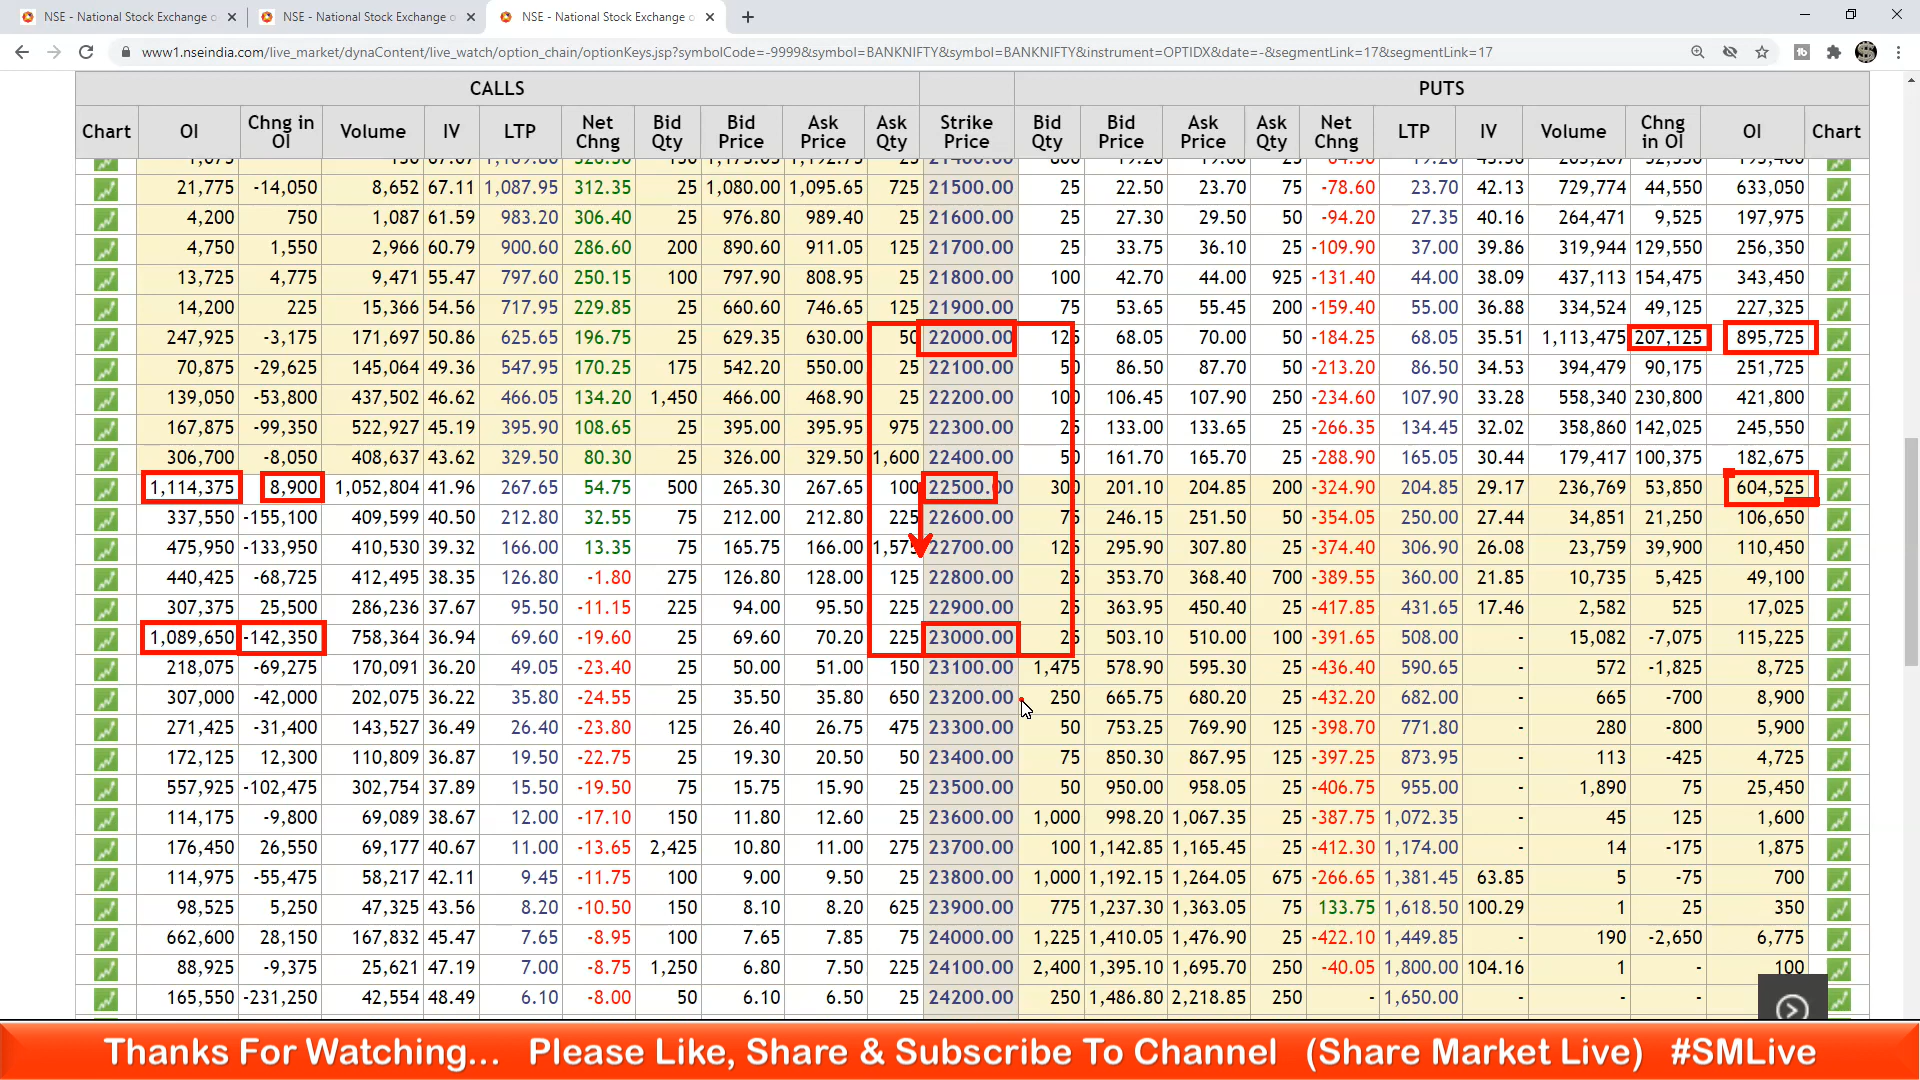 NSE - National Stock Exchange o NSE - National Stock Exchange o NSE - National Stock Exchange o
www1.nseindia.com/live_market/dynaContent/live_watch/option_chain/optionKeys.jsp?symbolCode=-9999&symbol=BANKNIFTY&symbol=BANKNIFTY&instrument=OPTIDX&date=-&segmentLink=17&segmentLink=17
CALLS PUTS
Chart OI Chng in OI Volume IV LTP Net Chng Bid Qty Bid Price Ask Price Ask Qty Strike Price Bid Qty Bid Price Ask Price Ask Qty Net Chng LTP IV Volume Chng in OI OI Chart
21,775 -14,050 8,652 67.11 1,087.95 312.35 25 1,080.00 1,095.65 725 21500.00 25 22.50 23.70 75 -78.60 23.70 42.13 729,774 44,550 633,050
4,200 750 1,087 61.59 983.20 306.40 25 976.80 989.40 25 21600.00 25 27.30 29.50 50 -94.20 27.35 40.16 264,471 9,525 197,975
4,750 1,550 2,966 60.79 900.60 286.60 200 890.60 911.05 125 21700.00 25 33.75 36.10 25 -109.90 37.00 39.86 319,944 129,550 256,350
13,725 4,775 9,471 55.47 797.60 250.15 100 797.90 808.95 25 21800.00 100 42.70 44.00 925 -131.40 44.00 38.09 437,113 154,475 343,450
14,200 225 15,366 54.56 717.95 229.85 25 660.60 746.65 125 21900.00 75 53.65 55.45 200 -159.40 55.00 36.88 334,524 49,125 227,325
247,925 -3,175 171,697 50.86 625.65 196.75 25 629.35 630.00 50 22000.00 125 68.05 70.00 50 -184.25 68.05 35.51 1,113,475 207,125 895,725
70,875 -29,625 145,064 49.36 547.95 170.25 175 542.20 550.00 25 22100.00 50 86.50 87.70 50 -213.20 86.50 34.53 394,479 90,175 251,725
139,050 -53,800 437,502 46.62 466.05 134.20 1,450 466.00 468.90 25 22200.00 100 106.45 107.90 250 -234.60 107.90 33.28 558,340 230,800 421,800
167,875 -99,350 522,927 45.19 395.90 108.65 25 395.00 395.95 975 22300.00 25 133.00 133.65 25 -266.35 134.45 32.02 358,860 142,025 245,550
306,700 -8,050 408,637 43.62 329.50 80.30 25 326.00 329.50 1,600 22400.00 50 161.70 165.70 25 -288.90 165.05 30.44 179,417 100,375 182,675
1,114,375 8,900 1,052,804 41.96 267.65 54.75 500 265.30 267.65 100 22500.00 300 201.10 204.85 200 -324.90 204.85 29.17 236,769 53,850 604,525
337,550 -155,100 409,599 40.50 212.80 32.55 75 212.00 212.80 225 22600.00 75 246.15 251.50 50 -354.05 250.00 27.44 34,851 21,250 106,650
475,950 -133,950 410,530 39.32 166.00 13.35 75 165.75 166.00 1,575 22700.00 125 295.90 307.80 25 -374.40 306.90 26.08 23,759 39,900 110,450
440,425 -68,725 412,495 38.35 126.80 -1.80 275 126.80 128.00 125 22800.00 25 353.70 368.40 700 -389.55 360.00 21.85 10,735 5,425 49,100
307,375 25,500 286,236 37.67 95.50 -11.15 225 94.00 95.50 225 22900.00 25 363.95 450.40 25 -417.85 431.65 17.46 2,582 525 17,025
1,089,650 -142,350 758,364 36.94 69.60 -19.60 25 69.60 70.20 225 23000.00 25 503.10 510.00 100 -391.65 508.00 - 15,082 -7,075 115,225
218,075 -69,275 170,091 36.20 49.05 -23.40 25 50.00 51.00 150 23100.00 1,475 578.90 595.30 25 -436.40 590.65 - 572 -1,825 8,725
307,000 -42,000 202,075 36.22 35.80 -24.55 25 35.50 35.80 650 23200.00 250 665.75 680.20 25 -432.20 682.00 - 665 -700 8,900
271,425 -31,400 143,527 36.49 26.40 -23.80 125 26.40 26.75 475 23300.00 50 753.25 769.90 125 -398.70 771.80 - 280 -800 5,900
172,125 12,300 110,809 36.87 19.50 -22.75 25 19.30 20.50 50 23400.00 75 850.30 867.95 125 -397.25 873.95 - 113 -425 4,725
557,925 -102,475 302,754 37.89 15.50 -19.50 75 15.75 15.90 25 23500.00 50 950.00 958.05 25 -406.75 955.00 - 1,890 75 25,450
114,175 -9,800 69,089 38.67 12.00 -17.10 150 11.80 12.60 25 23600.00 1,000 998.20 1,067.35 25 -387.75 1,072.35 - 45 125 1,600
176,450 26,550 69,177 40.67 11.00 -13.65 2,425 10.80 11.00 275 23700.00 100 1,142.85 1,165.45 25 -412.30 1,174.00 - 14 -175 1,875
114,975 -55,475 58,217 42.11 9.45 -11.75 100 9.00 9.50 25 23800.00 1,000 1,192.15 1,264.05 675 -266.65 1,381.45 63.85 5 -75 700
98,525 5,250 47,325 43.56 8.20 -10.50 150 8.10 8.20 625 23900.00 775 1,237.30 1,363.05 75 133.75 1,618.50 100.29 1 25 350
662,600 28,150 167,832 45.47 7.65 -8.95 100 7.65 7.85 75 24000.00 1,225 1,410.05 1,476.90 25 -422.10 1,449.85 - 190 -2,650 6,775
88,925 -9,375 25,621 47.19 7.00 -8.75 1,250 6.80 7.50 225 24100.00 2,400 1,395.10 1,695.70 250 -40.05 1,800.00 104.16 1 - 100
165,550 -231,250 42,554 48.49 6.10 -8.00 50 6.10 6.50 25 24200.00 250 1,486.80 2,218.85 250 - 1,650.00 - - -
Thanks For Watching... Please Like, Share & Subscribe To Channel (Share Market Live) #SMLive